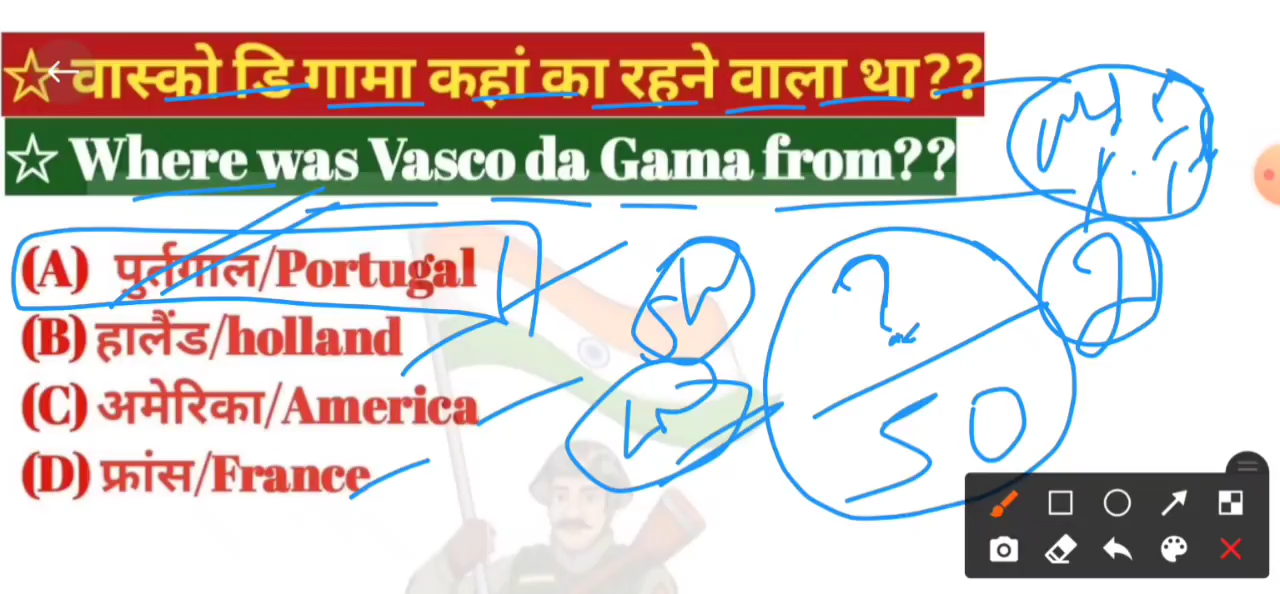 ☆ वास्को डि गामा कहां का रहने वाला था??
☆ Where was Vasco da Gama from??
(A) पुर्तगाल/Portugal
(B) हालैंड/holland
(C) अमेरिका/America
(D) फ्रांस/France
?
50